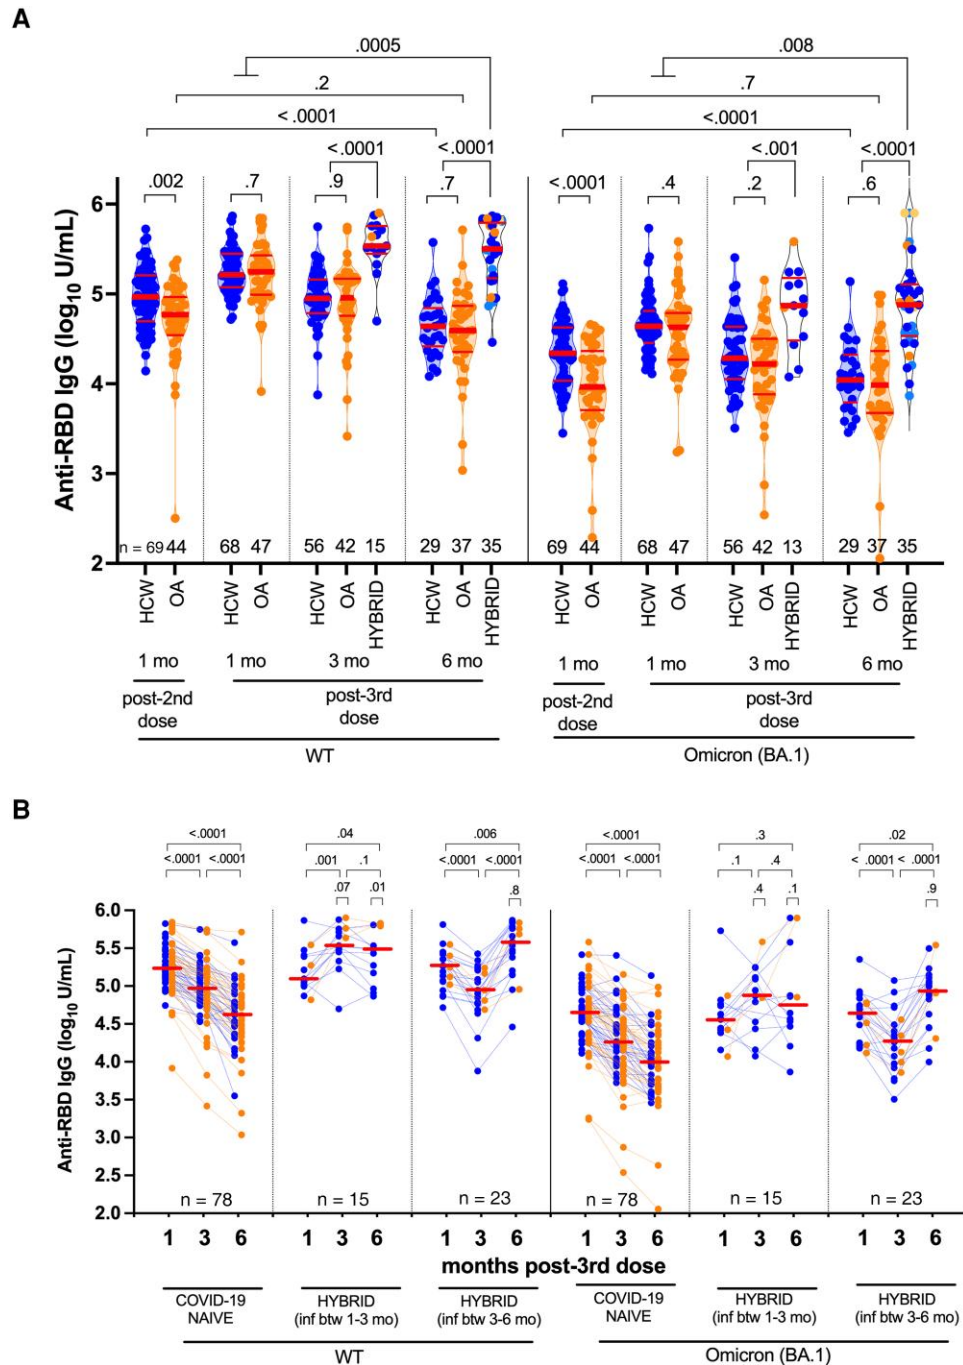 A
.0005
.008
.2
.7
<.0001
<.0001
<.0001 <.0001
<.001 <.0001
.002 .7 .9 .7
<.0001 .4 .2 .6
Anti-RBD IgG (log10 U/mL)
6
5
4
3
2
n = 69 44 68 47 56 42 15 29 37 35 69 44 68 47 56 42 13 29 37 35
HCW OA HCW OA HCW OA HYBRID HCW OA HYBRID HCW OA HCW OA HCW OA HYBRID HCW OA HYBRID
1 mo 1 mo 3 mo 6 mo 1 mo 1 mo 3 mo 6 mo
post-2nd dose
post-3rd dose
post-2nd dose
post-3rd dose
WT
Omicron (BA.1)
B
<.0001 .04 .006 <.0001 .3 .02
<.0001 <.0001 .001 .1 <.0001 <.0001 <.0001 <.0001 .1 .4 < .0001 < .0001
.07 .01 .8 .4 .1 .9
Anti-RBD IgG (log10 U/mL)
6.0
5.5
5.0
4.5
4.0
3.5
3.0
2.5
2.0
n = 78 n = 15 n = 23 n = 78 n = 15 n = 23
1 3 6 1 3 6 1 3 6 1 3 6 1 3 6 1 3 6
months post-3rd dose
COVID-19 NAIVE
HYBRID (inf btw 1-3 mo)
HYBRID (inf btw 3-6 mo)
COVID-19 NAIVE
HYBRID (inf btw 1-3 mo)
HYBRID (inf btw 3-6 mo)
WT
Omicron (BA.1)